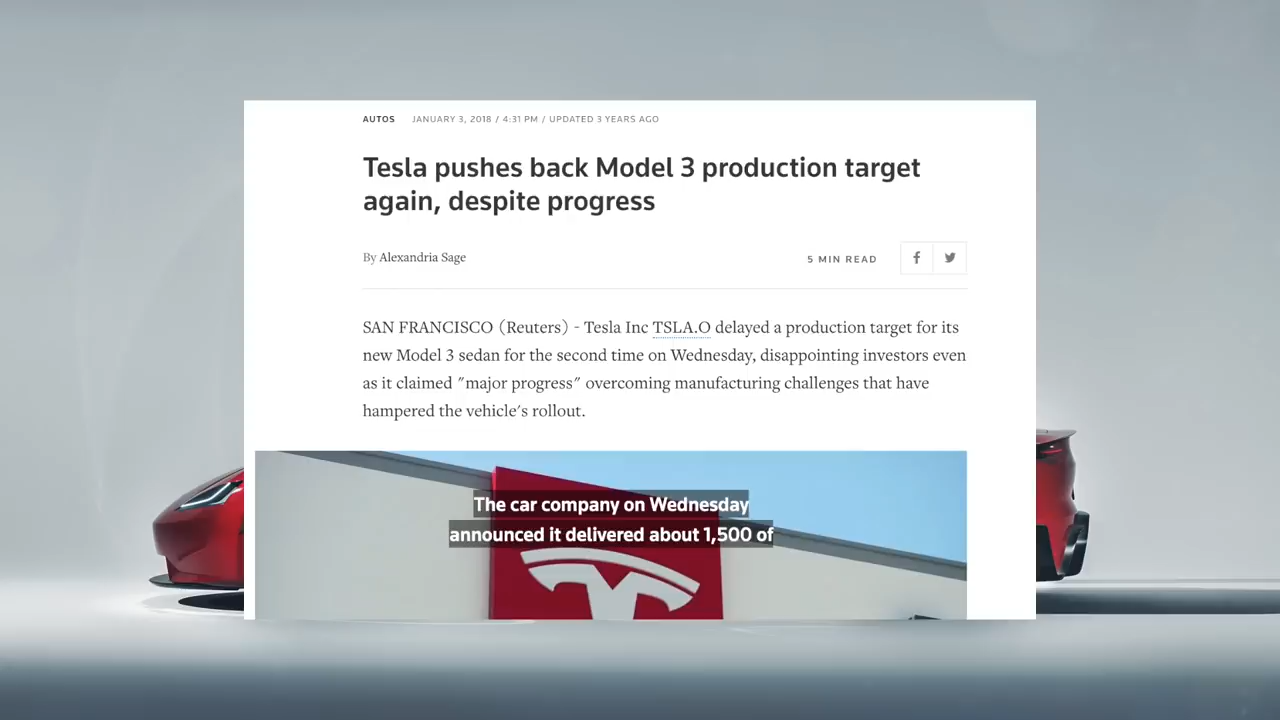 AUTOS JANUARY 3, 2018 / 4:31 PM / UPDATED 3 YEARS AGO
Tesla pushes back Model 3 production target
again, despite progress
By Alexandria Sage
5 MIN READ
SAN FRANCISCO (Reuters) - Tesla Inc TSLA.O delayed a production target for its
new Model 3 sedan for the second time on Wednesday, disappointing investors even
as it claimed "major progress" overcoming manufacturing challenges that have
hampered the vehicle's rollout.
The car company on Wednesday
announced it delivered about 1,500 of